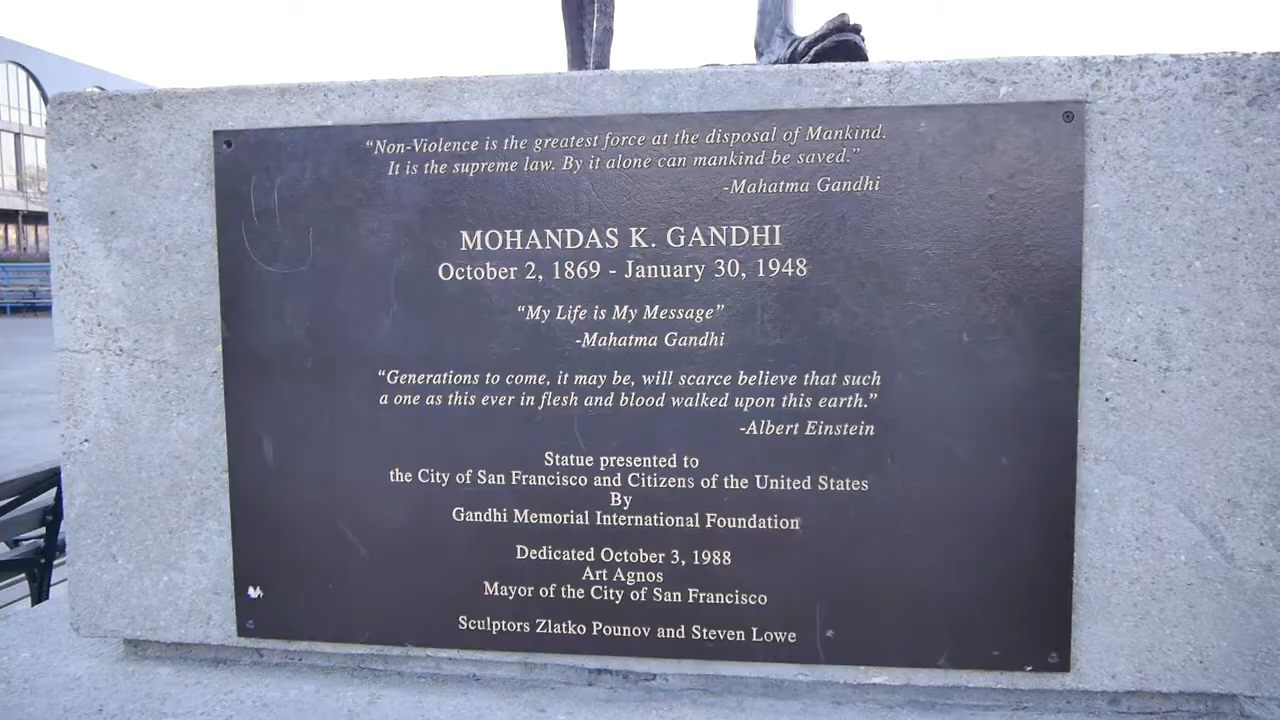 “Non-Violence is the greatest force at the disposal of Mankind.
It is the supreme law. By it alone can mankind be saved.”
-Mahatma Gandhi
MOHANDAS K. GANDHI
October 2, 1869 - January 30, 1948
“My Life is My Message”
-Mahatma Gandhi
“Generations to come, it may be, will scarce believe that such
a one as this ever in flesh and blood walked upon this earth.”
-Albert Einstein
Statue presented to
the City of San Francisco and Citizens of the United States
By
Gandhi Memorial International Foundation
Dedicated October 3, 1988
Art Agnos
Mayor of the City of San Francisco
Sculptors Zlatko Pounov and Steven Lowe